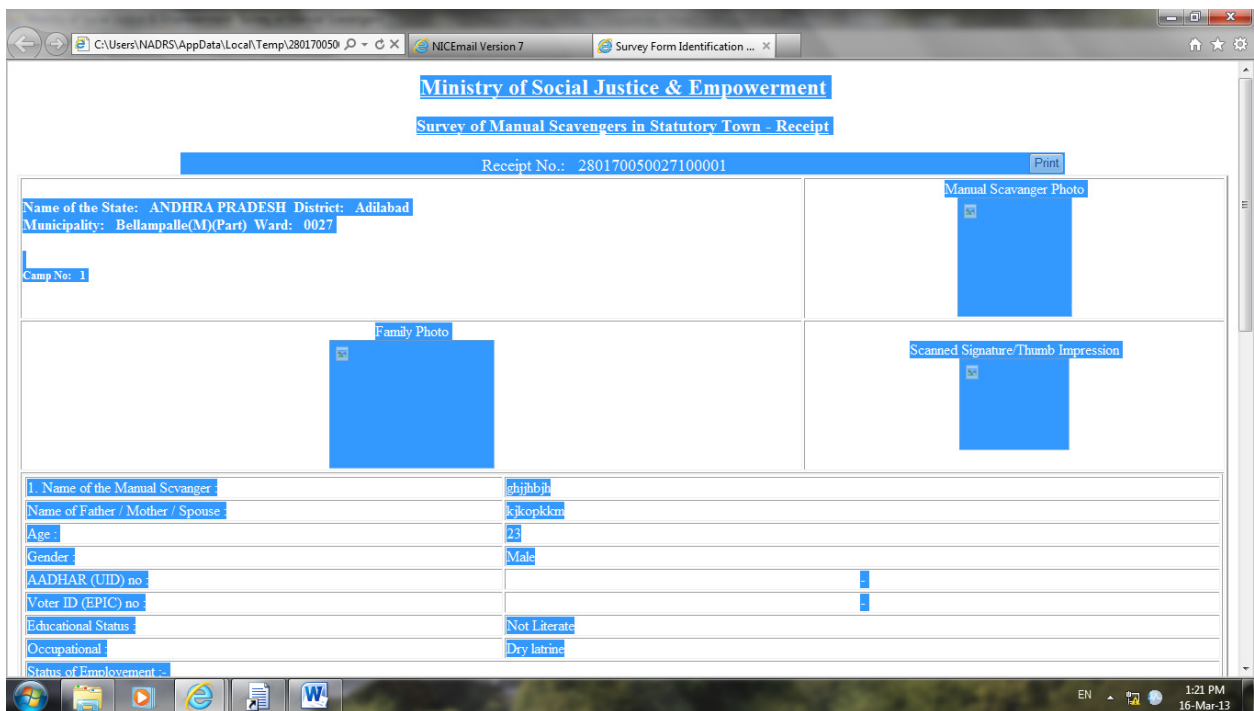 C:\Users\NADRS\AppData\Local\Temp\280170050
NICEmail Version 7
Survey Form Identification ...
Ministry of Social Justice & Empowerment
Survey of Manual Scavengers in Statutory Town - Receipt
Receipt No.: 280170050027100001
Print
Name of the State: ANDHRA PRADESH District: Adilabad
Municipality: Bellampalle(M)(Part) Ward: 0027
Camp No: 1
Manual Scavanger Photo
Family Photo
Scanned Signature/Thumb Impression
1. Name of the Manual Scvanger : ghjjhbjh
Name of Father / Mother / Spouse : kjkopkkm
Age : 23
Gender : Male
AADHAR (UID) no : -
Voter ID (EPIC) no : -
Educational Status : Not Literate
Occupational : Dry latrine
Status of Employement :-
EN
1:21 PM
16-Mar-13